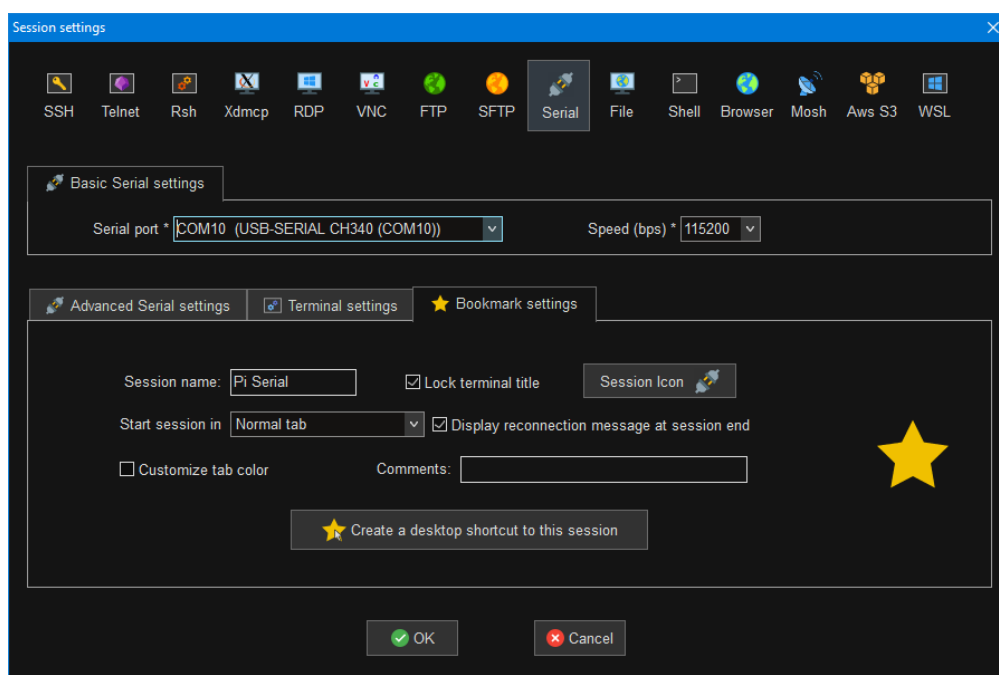 Session settings
SSH Telnet Rsh Xdmcp RDP VNC FTP SFTP Serial File Shell Browser Mosh Aws S3 WSL
Basic Serial settings
Serial port * COM10 (USB-SERIAL CH340 (COM10)) Speed (bps) * 115200
Advanced Serial settings Terminal settings Bookmark settings
Session name: Pi Serial Lock terminal title Session Icon
Start session in Normal tab Display reconnection message at session end
Customize tab color Comments:
Create a desktop shortcut to this session
OK Cancel